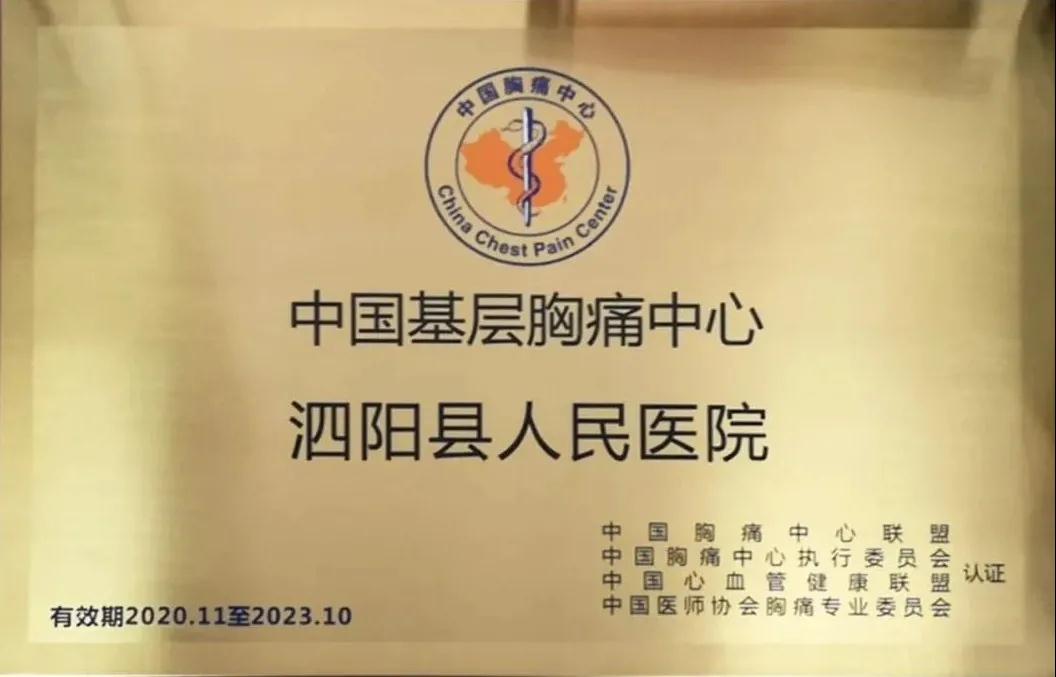 中国胸痛中心
China Chest Pain Center
中国基层胸痛中心
泗阳县人民医院
中国胸痛中心联盟
中国胸痛中心执行委员会
中国心血管健康联盟
中国医师协会胸痛专业委员会
认证
有效期2020.11至2023.10